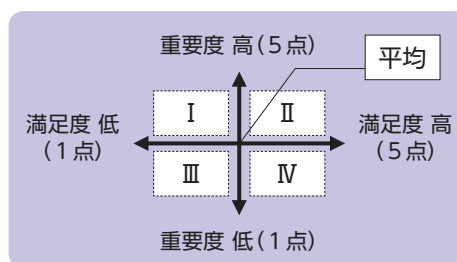 重要度 高（5点）
平均
Ⅰ
Ⅱ
満足度 低
（1点）
満足度 高
（5点）
Ⅲ
Ⅳ
重要度 低（1点）